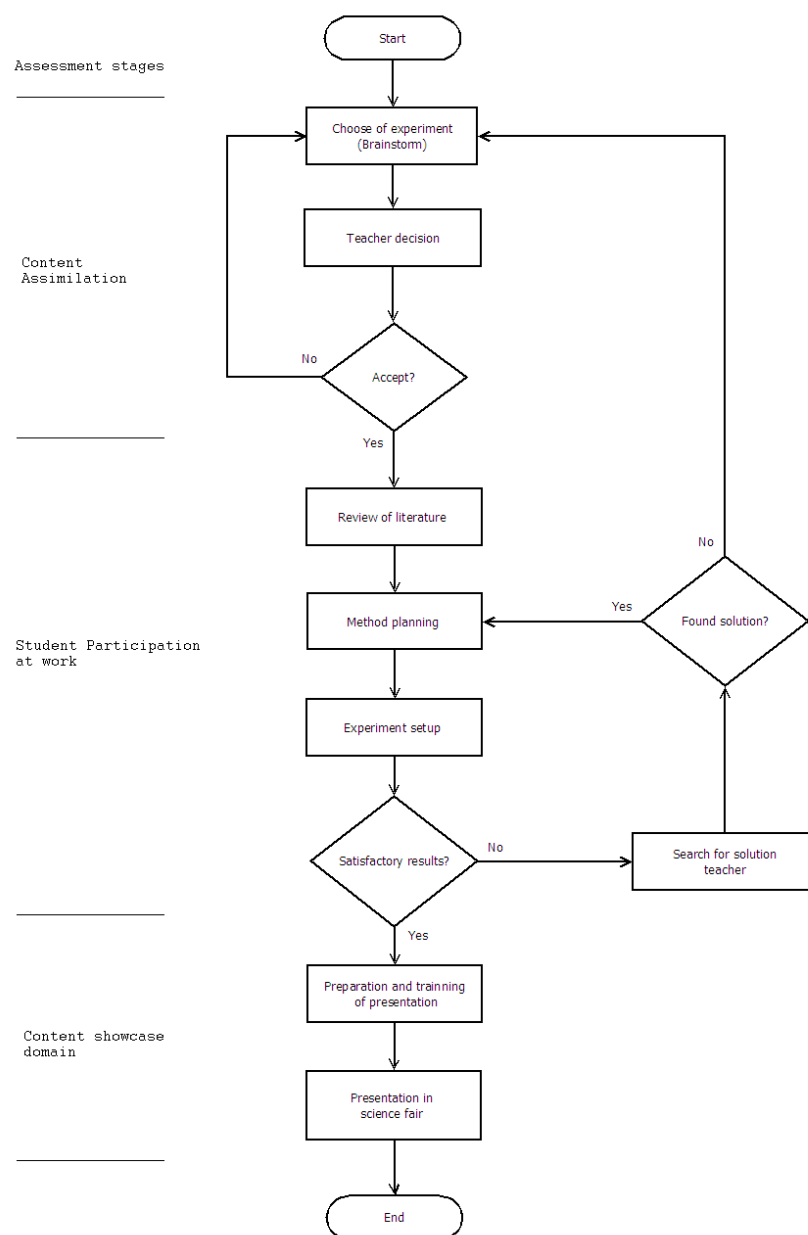 Start
Assessment stages
Choose of experiment
(Brainstorm)
Teacher decision
Content
Assimilation
No
Accept?
Yes
Review of literature
No
Yes
Method planning
Found solution?
Student Participation
at work
Experiment setup
Satisfactory results?
No
Search for solution
teacher
Yes
Preparation and trainning
of presentation
Content showcase
domain
Presentation in
science fair
End